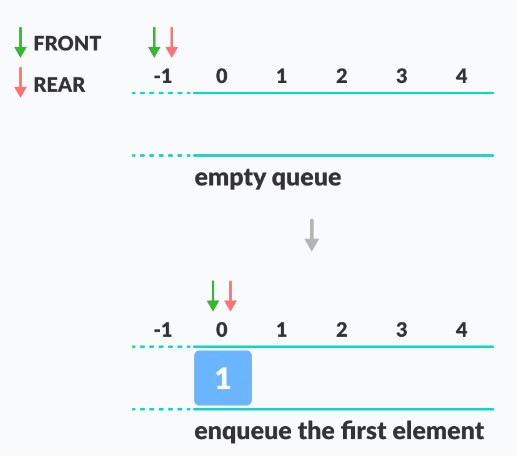 FRONT
REAR
-1 0 1 2 3 4
empty queue
-1 0 1 2 3 4
1
enqueue the first element